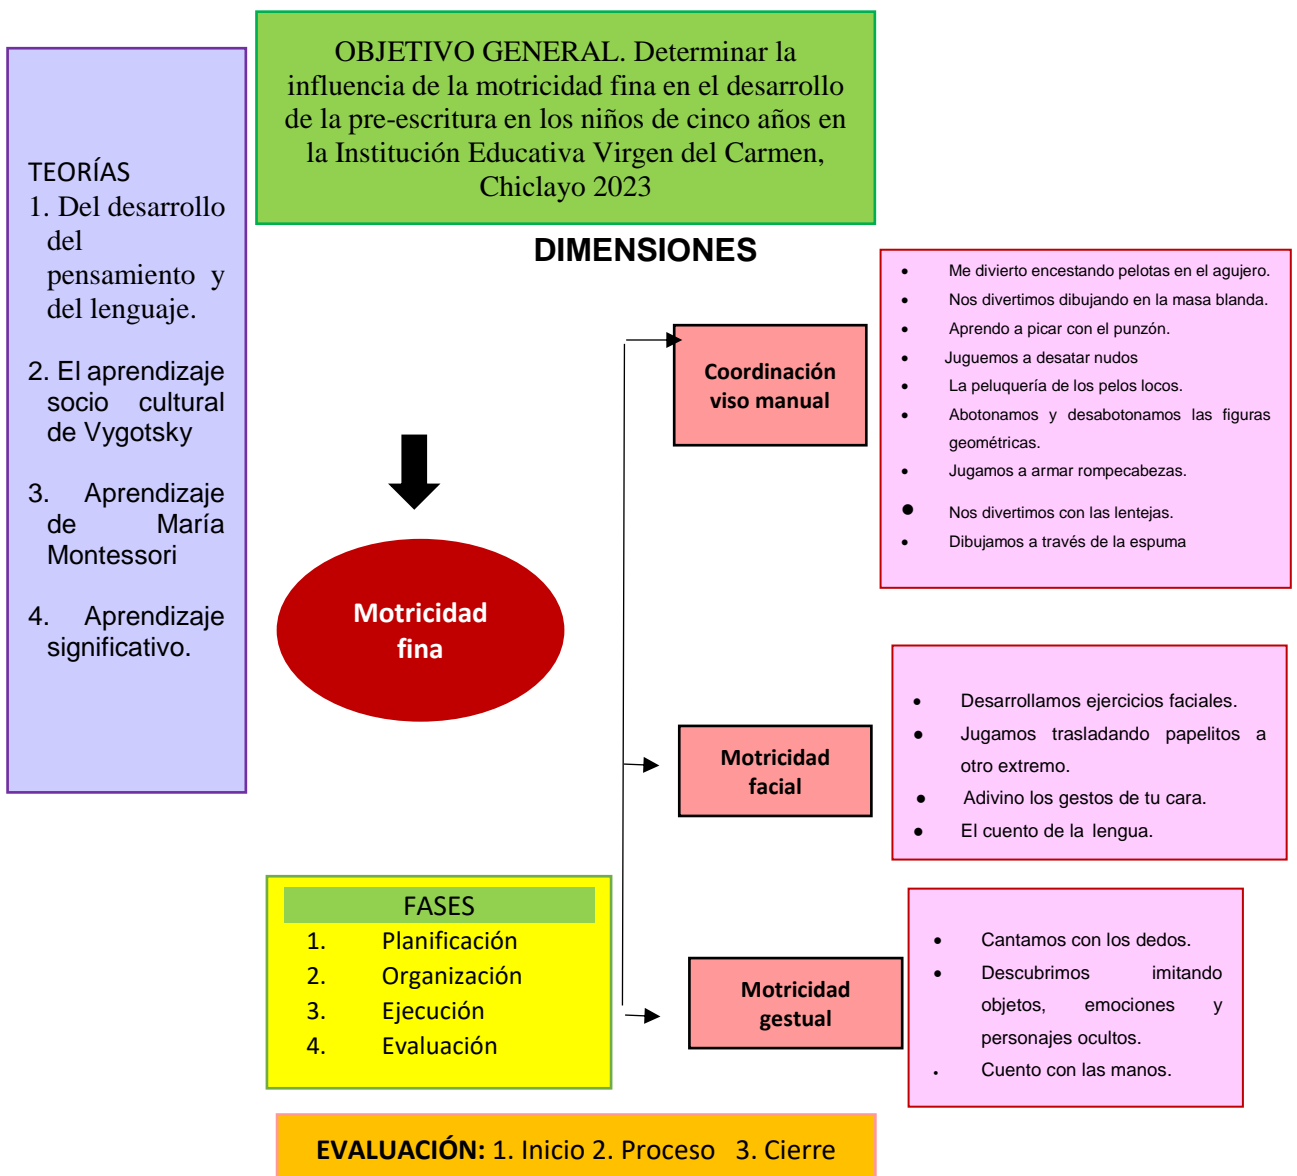 OBJETIVO GENERAL. Determinar la
influencia de la motricidad fina en el desarrollo
de la pre-escritura en los niños de cinco años en
la Institución Educativa Virgen del Carmen,
Chiclayo 2023
TEORÍAS
1. Del desarrollo
del
pensamiento y
del lenguaje.
2. El aprendizaje
socio cultural
de Vygotsky
3. Aprendizaje
de María
Montessori
4. Aprendizaje
significativo.
DIMENSIONES
Motricidad
fina
Coordinación
viso manual
• Me divierto encestando pelotas en el agujero.
• Nos divertimos dibujando en la masa blanda.
• Aprendo a picar con el punzón.
• Juguemos a desatar nudos
• La peluquería de los pelos locos.
• Abotonamos y desabotonamos las figuras
geométricas.
• Jugamos a armar rompecabezas.
• Nos divertimos con las lentejas.
• Dibujamos a través de la espuma
Motricidad
facial
• Desarrollamos ejercicios faciales.
• Jugamos trasladando papelitos a
otro extremo.
• Adivino los gestos de tu cara.
• El cuento de la lengua.
Motricidad
gestual
• Cantamos con los dedos.
• Descubrimos imitando
objetos, emociones y
personajes ocultos.
• Cuento con las manos.
FASES
1. Planificación
2. Organización
3. Ejecución
4. Evaluación
EVALUACIÓN: 1. Inicio 2. Proceso 3. Cierre